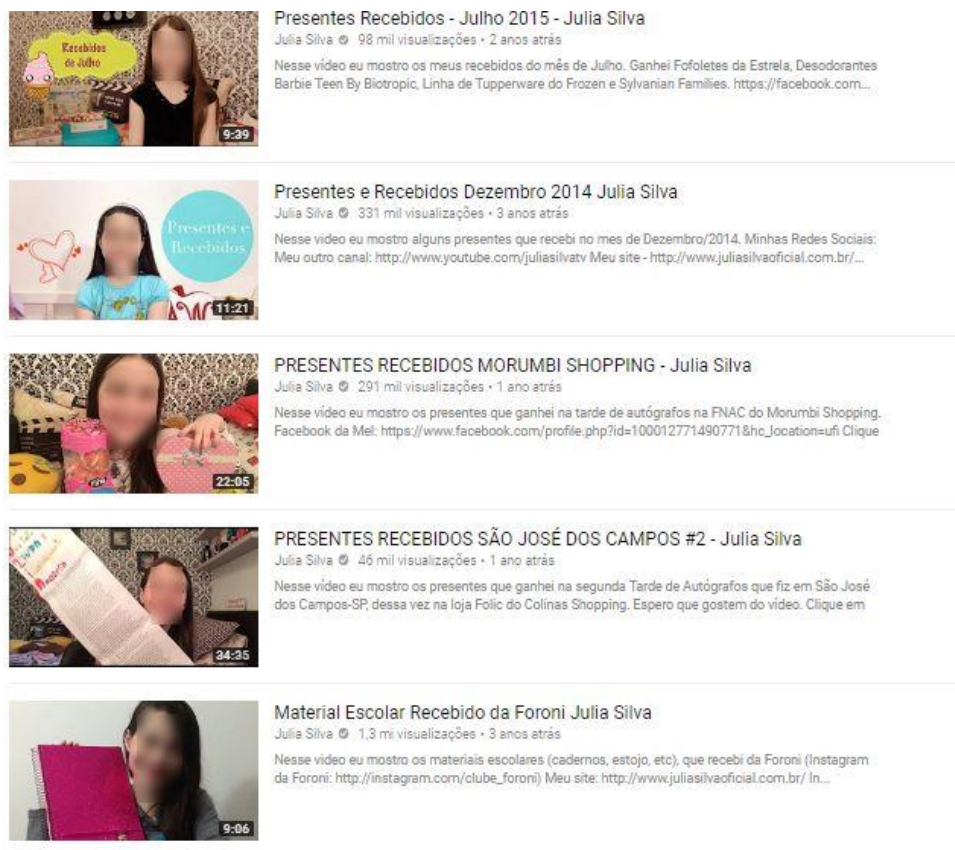 Presentes Recebidos - Julho 2015 - Julia Silva
Julia Silva 98 mil visualizações • 2 anos atrás
Nesse vídeo eu mostro os meus recebidos do mês de Julho. Ganhei Fofoletes da Estrela, Desodorantes
Barbie Teen By Biotropic, Linha de Tupperware do Frozen e Sylvanian Families. https://facebook.com...
Recebidos
de Julho
9:39
Presentes e Recebidos Dezembro 2014 Julia Silva
Julia Silva 331 mil visualizações • 3 anos atrás
Nesse video eu mostro alguns presentes que recebi no mes de Dezembro/2014. Minhas Redes Sociais:
Meu outro canal: http://www.youtube.com/juliasilvatv Meu site - http://www.juliasilvaoficial.com.br/...
Presentes e
Recebidos
11:21
PRESENTES RECEBIDOS MORUMBI SHOPPING - Julia Silva
Julia Silva 291 mil visualizações • 1 ano atrás
Nesse vídeo eu mostro os presentes que ganhei na tarde de autógrafos na FNAC do Morumbi Shopping.
Facebook da Mel: https://www.facebook.com/profile.php?id=100012771490771&hc_location=ufi Clique
22:05
PRESENTES RECEBIDOS SÃO JOSÉ DOS CAMPOS #2 - Julia Silva
Julia Silva 46 mil visualizações • 1 ano atrás
Nesse vídeo eu mostro os presentes que ganhei na segunda Tarde de Autógrafos que fiz em São José
dos Campos-SP, dessa vez na loja Folic do Colinas Shopping. Espero que gostem do vídeo. Clique em
34:35
Material Escolar Recebido da Foroni Julia Silva
Julia Silva 1,3 mi visualizações • 3 anos atrás
Nesse vídeo eu mostro os materiais escolares (cadernos, estojo, etc), que recebi da Foroni (Instagram
da Foroni: http://instagram.com/clube_foroni) Meu site: http://www.juliasilvaoficial.com.br/ In...
9:06